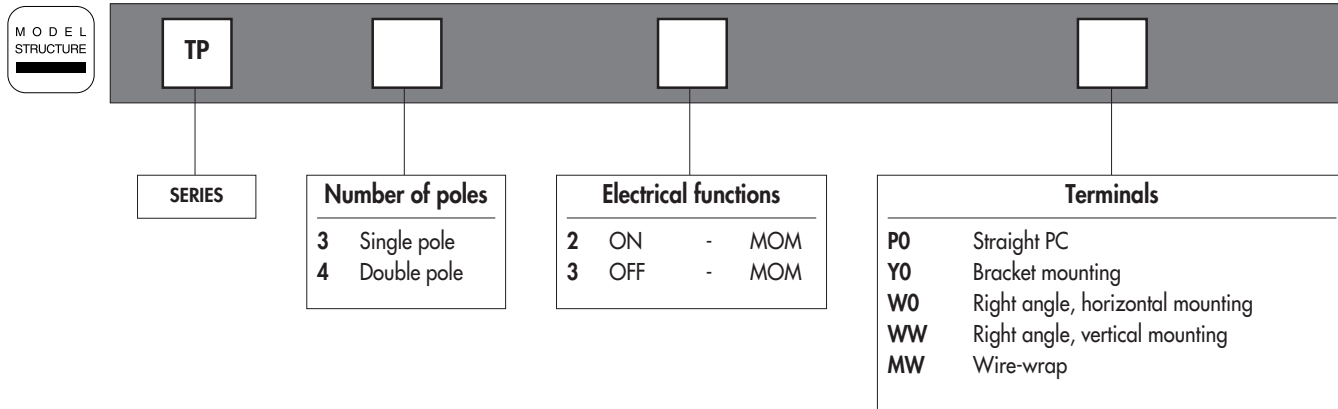 MODEL
STRUCTURE
TP
SERIES
Number of poles
3 Single pole
4 Double pole
Electrical functions
2 ON - MOM
3 OFF - MOM
Terminals
P0 Straight PC
Y0 Bracket mounting
W0 Right angle, horizontal mounting
WW Right angle, vertical mounting
MW Wire-wrap